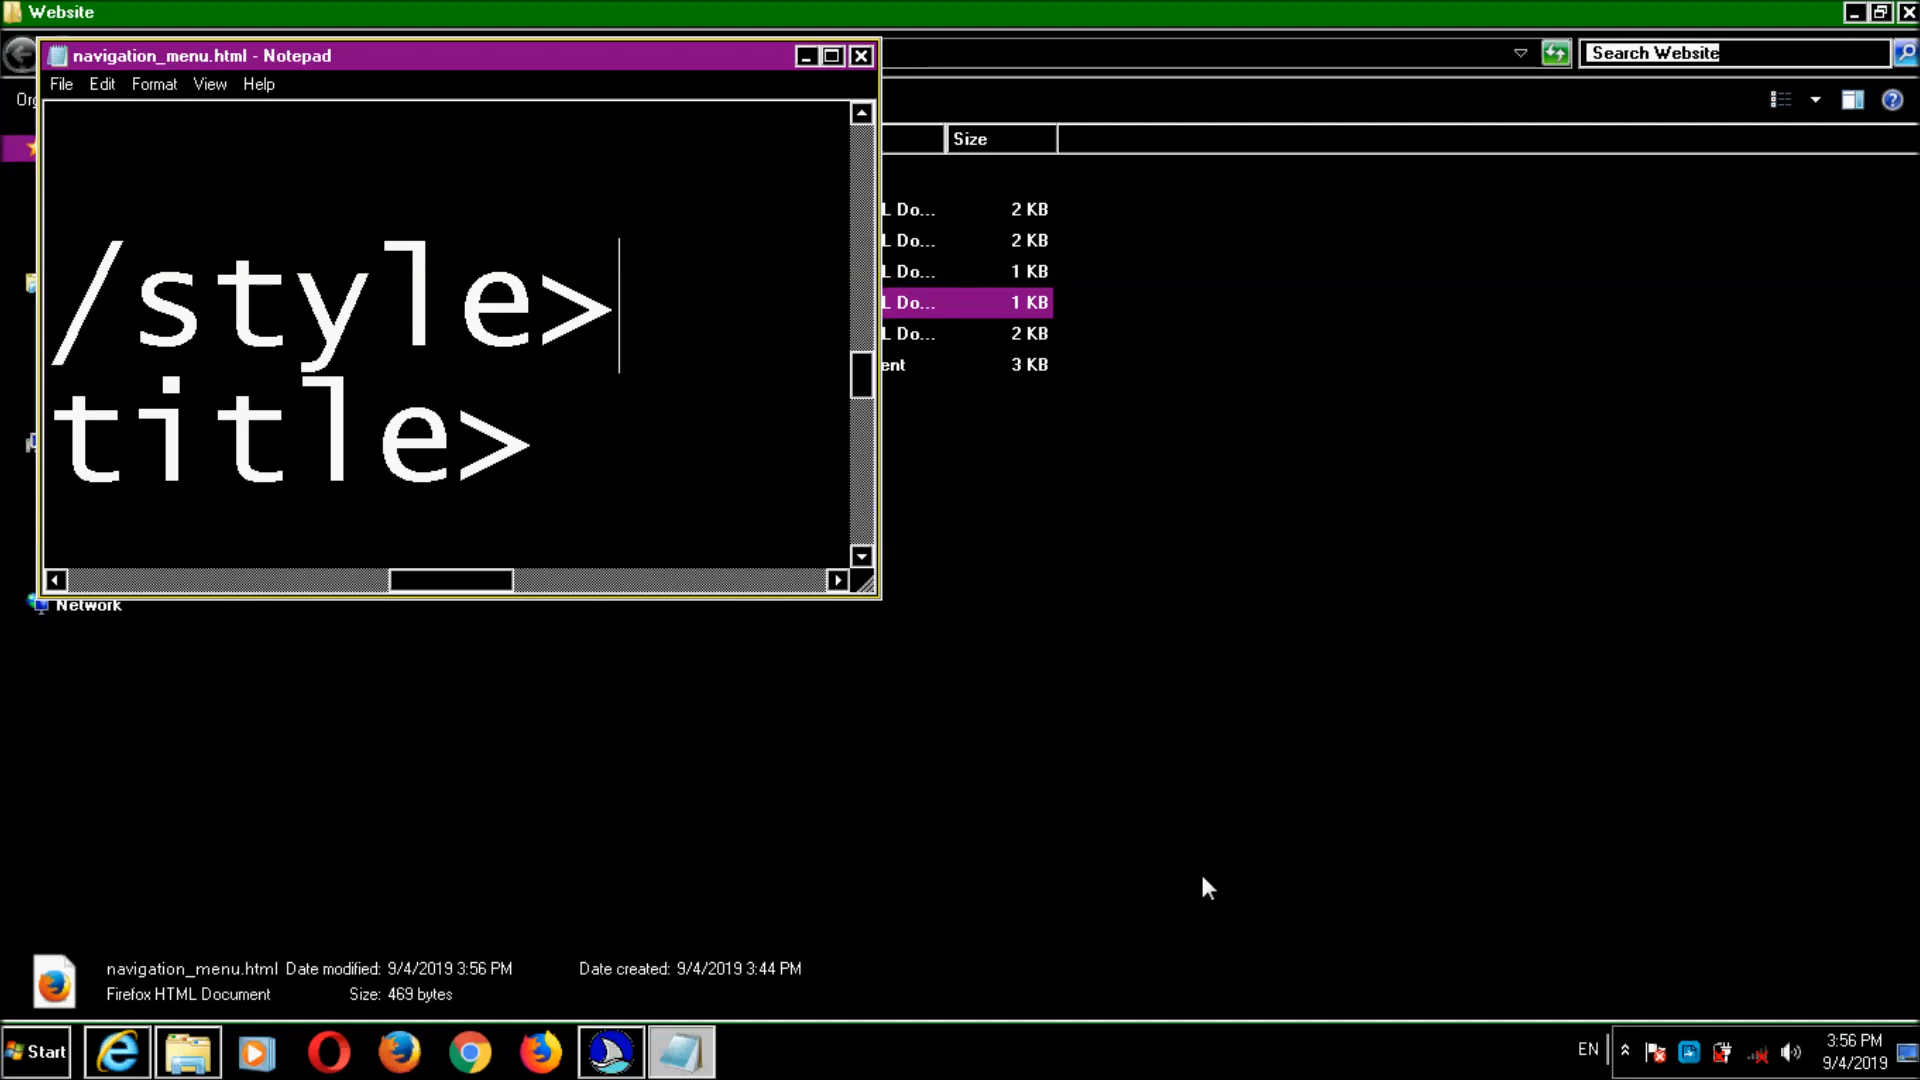 Website
Search Website
navigation_menu.html - Notepad
File Edit Format View Help
Org
Size
/style>
title>
L Do... 2 KB
L Do... 2 KB
L Do... 1 KB
L Do... 1 KB
L Do... 2 KB
ent 3 KB
Network
navigation_menu.html Date modified: 9/4/2019 3:56 PM Date created: 9/4/2019 3:44 PM
Firefox HTML Document Size: 469 bytes
Start
EN
3:56 PM
9/4/2019